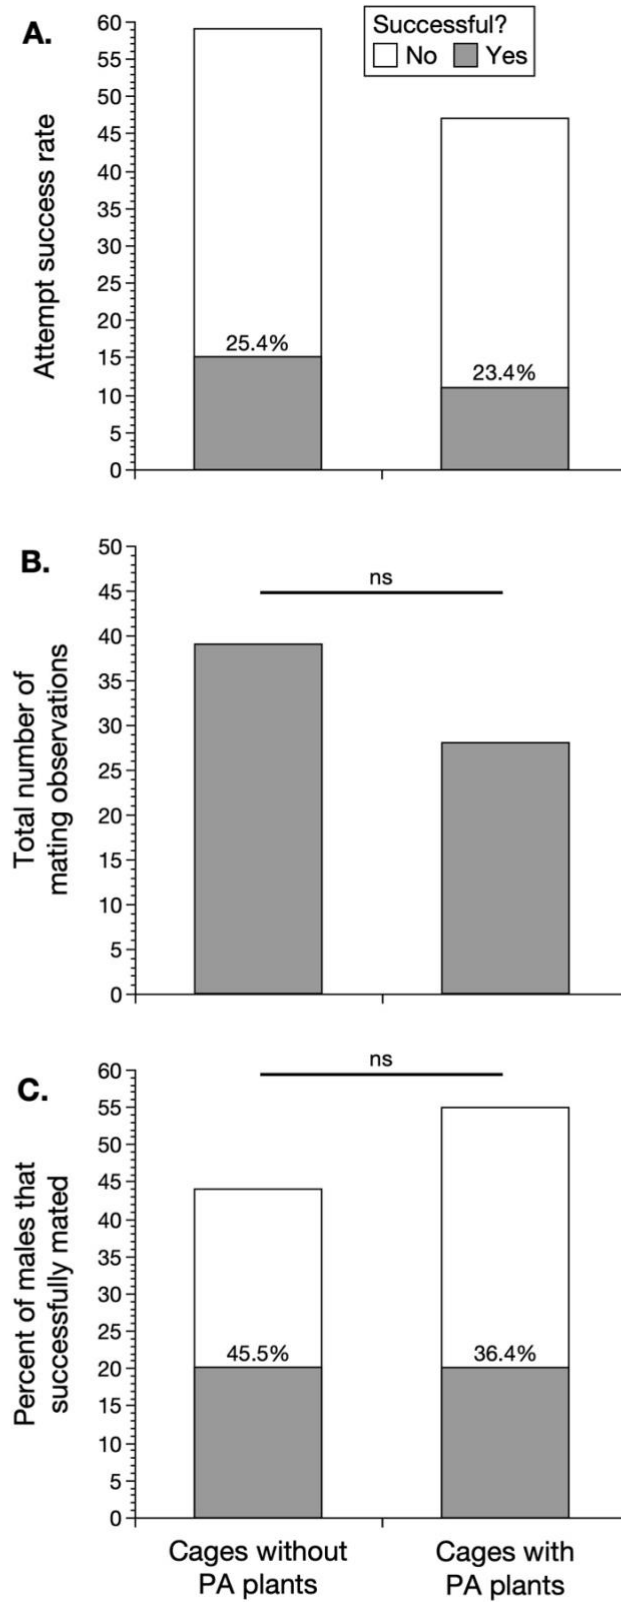 A.
Successful?
No Yes
Attempt success rate
60
55
50
45
40
35
30
25
20
15
10
5
0
25.4%
23.4%
B.
Total number of
mating observations
50
45
40
35
30
25
20
15
10
5
0
ns
C.
Percent of males that
successfully mated
60
55
50
45
40
35
30
25
20
15
10
5
0
ns
45.5%
36.4%
Cages without
PA plants
Cages with
PA plants